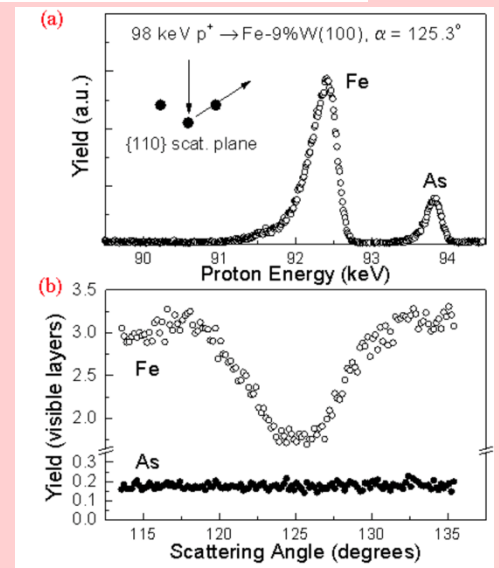 (a)
98 keV p⁺ → Fe-9%W(100), α = 125.3°
Fe
{110} scat. plane
As
Yield (a.u.)
90 91 92 93 94
Proton Energy (keV)
(b)
3.5
3.0
2.5
2.0
Fe
As
0.3
0.2
0.1
0.0
Yield (visible layers)
115 120 125 130 135
Scattering Angle (degrees)